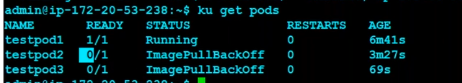 admin@ip-172-20-53-238:~$ ku get pods
NAME READY STATUS RESTARTS AGE
testpod1 1/1 Running 0 6m41s
testpod2 0/1 ImagePullBackOff 0 3m27s
testpod3 0/1 ImagePullBackOff 0 69s